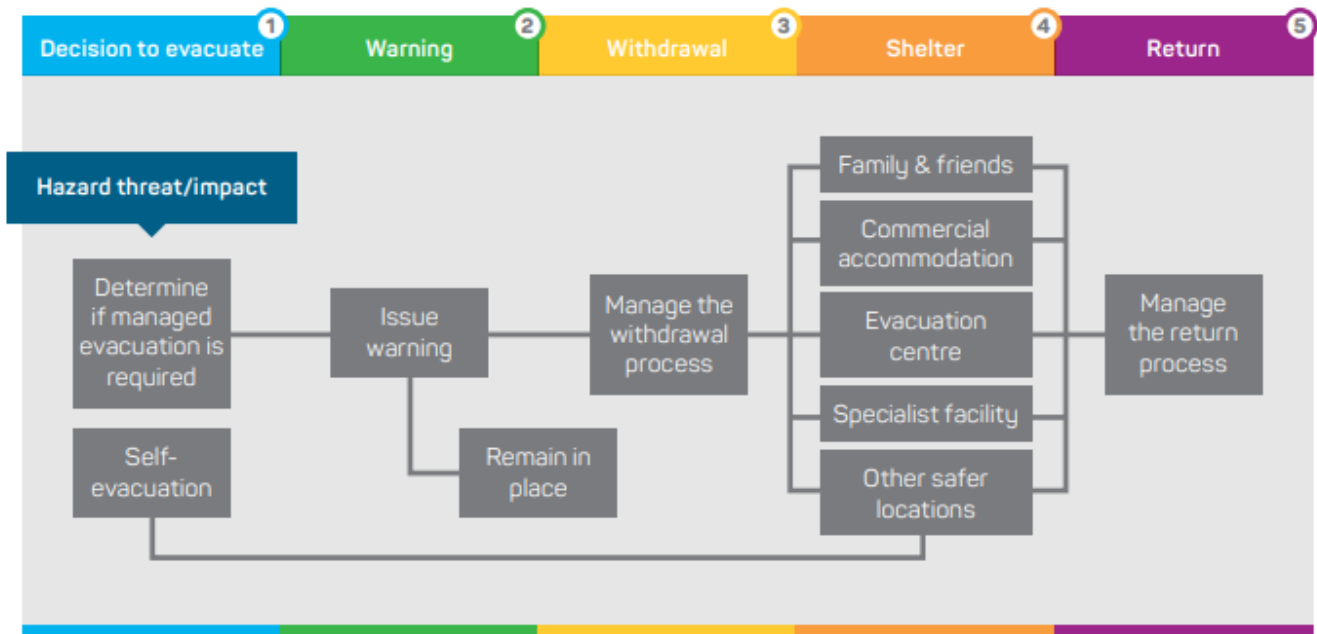 Decision to evacuate 1
Warning 2
Withdrawal 3
Shelter 4
Return 5
Hazard threat/impact
Determine
if managed
evacuation is
required
Self-
evacuation
Issue
warning
Remain in
place
Manage the
withdrawal
process
Family & friends
Commercial
accommodation
Evacuation
centre
Specialist facility
Other safer
locations
Manage
the return
process